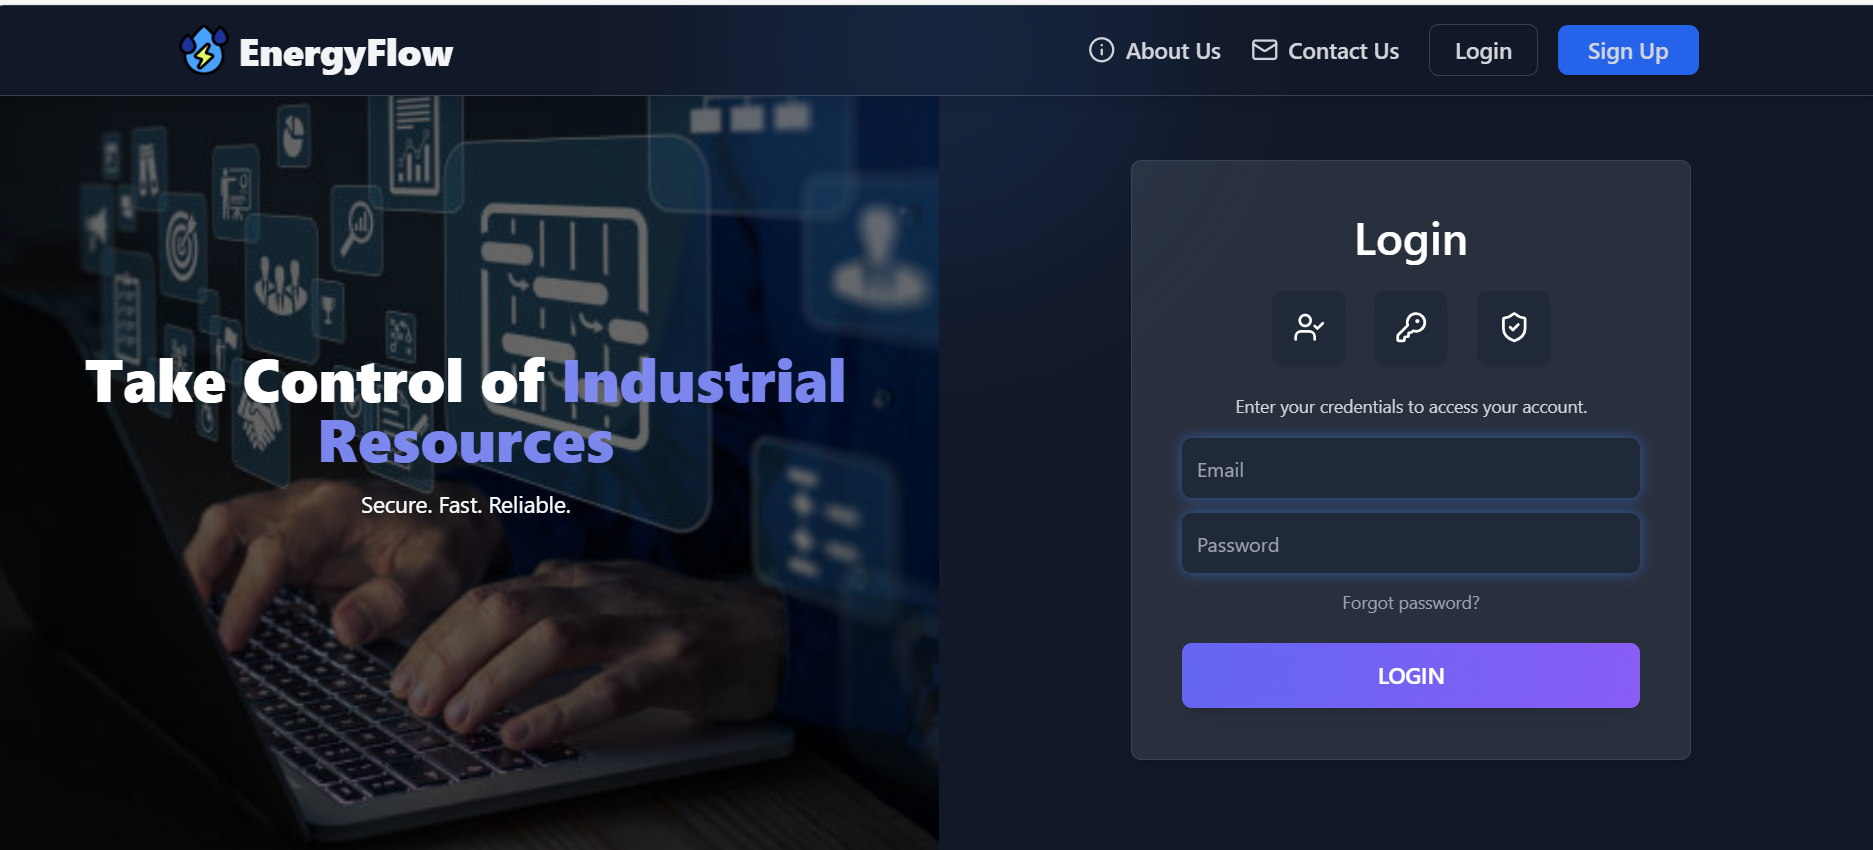 EnergyFlow
About Us
Contact Us
Login
Sign Up
Take Control of Industrial
Resources
Secure. Fast. Reliable.
Login
Enter your credentials to access your account.
Email
Password
Forgot password?
LOGIN